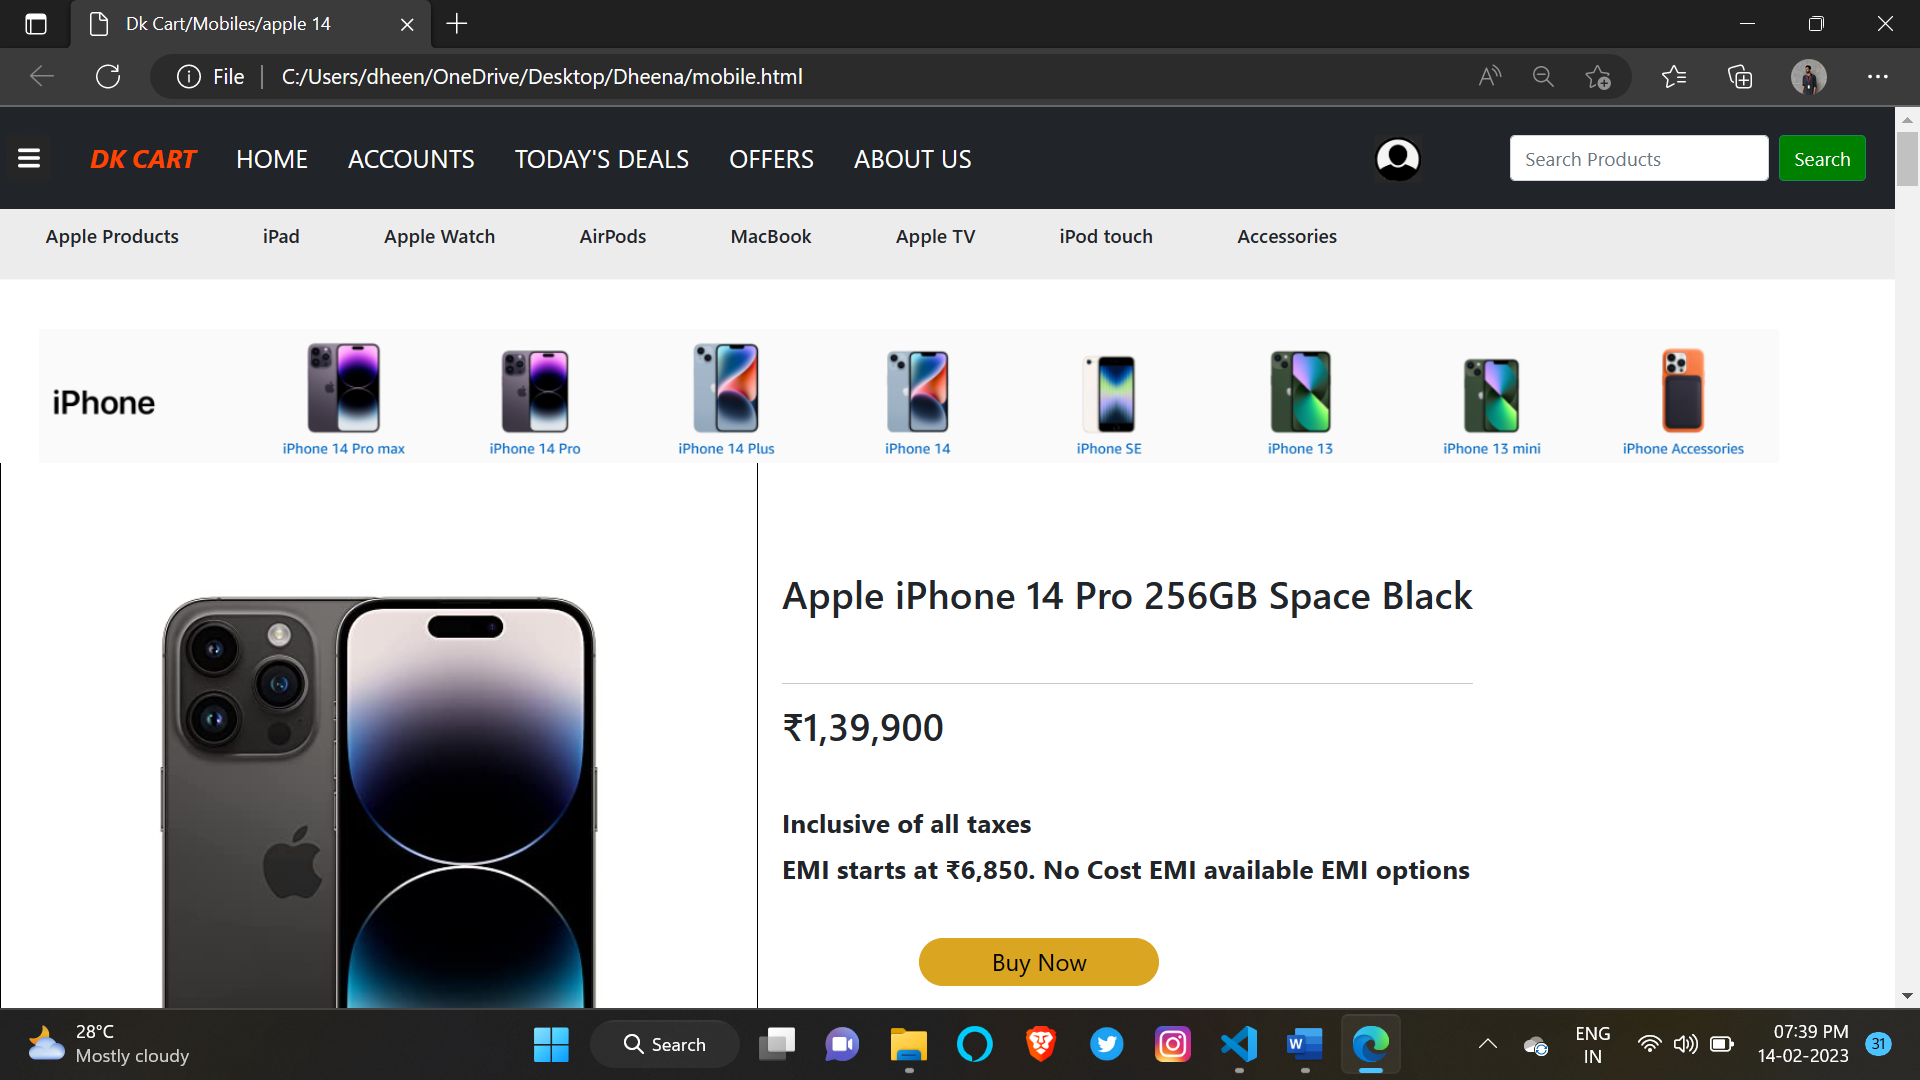 Dk Cart/Mobiles/apple 14
File C:/Users/dheen/OneDrive/Desktop/Dheena/mobile.html
DK CART HOME ACCOUNTS TODAY'S DEALS OFFERS ABOUT US Search Products Search
Apple Products iPad Apple Watch AirPods MacBook Apple TV iPod touch Accessories
iPhone
iPhone 14 Pro max iPhone 14 Pro iPhone 14 Plus iPhone 14 iPhone SE iPhone 13 iPhone 13 mini iPhone Accessories
Apple iPhone 14 Pro 256GB Space Black
₹1,39,900
Inclusive of all taxes
EMI starts at ₹6,850. No Cost EMI available EMI options
Buy Now
28°C
Mostly cloudy
Search
W
ENG
IN
07:39 PM
14-02-2023
31